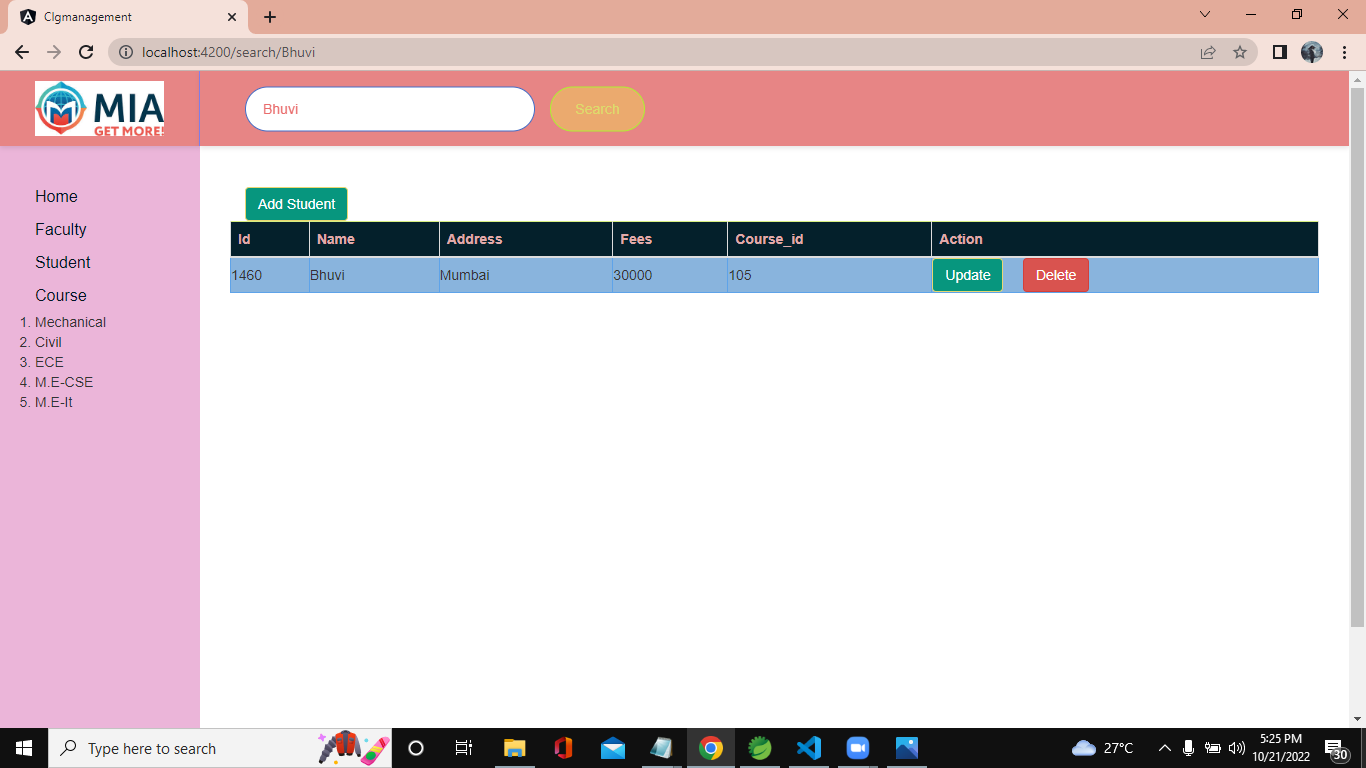 Clgmanagement
localhost:4200/search/Bhuvi
MIA
GET MORE!
Bhuvi
Search
Home
Faculty
Student
Course
1. Mechanical
2. Civil
3. ECE
4. M.E-CSE
5. M.E-It
Add Student
Id Name Address Fees Course_id Action
1460 Bhuvi Mumbai 30000 105 Update Delete
Type here to search
27°C
5:25 PM
10/21/2022
30